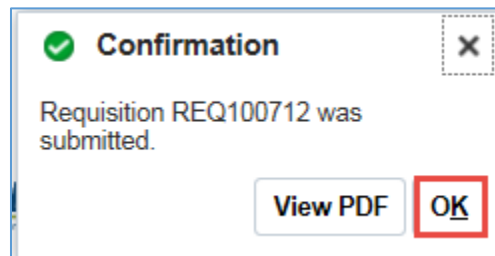 Confirmation
Requisition REQ100712 was
submitted.
View PDF OK